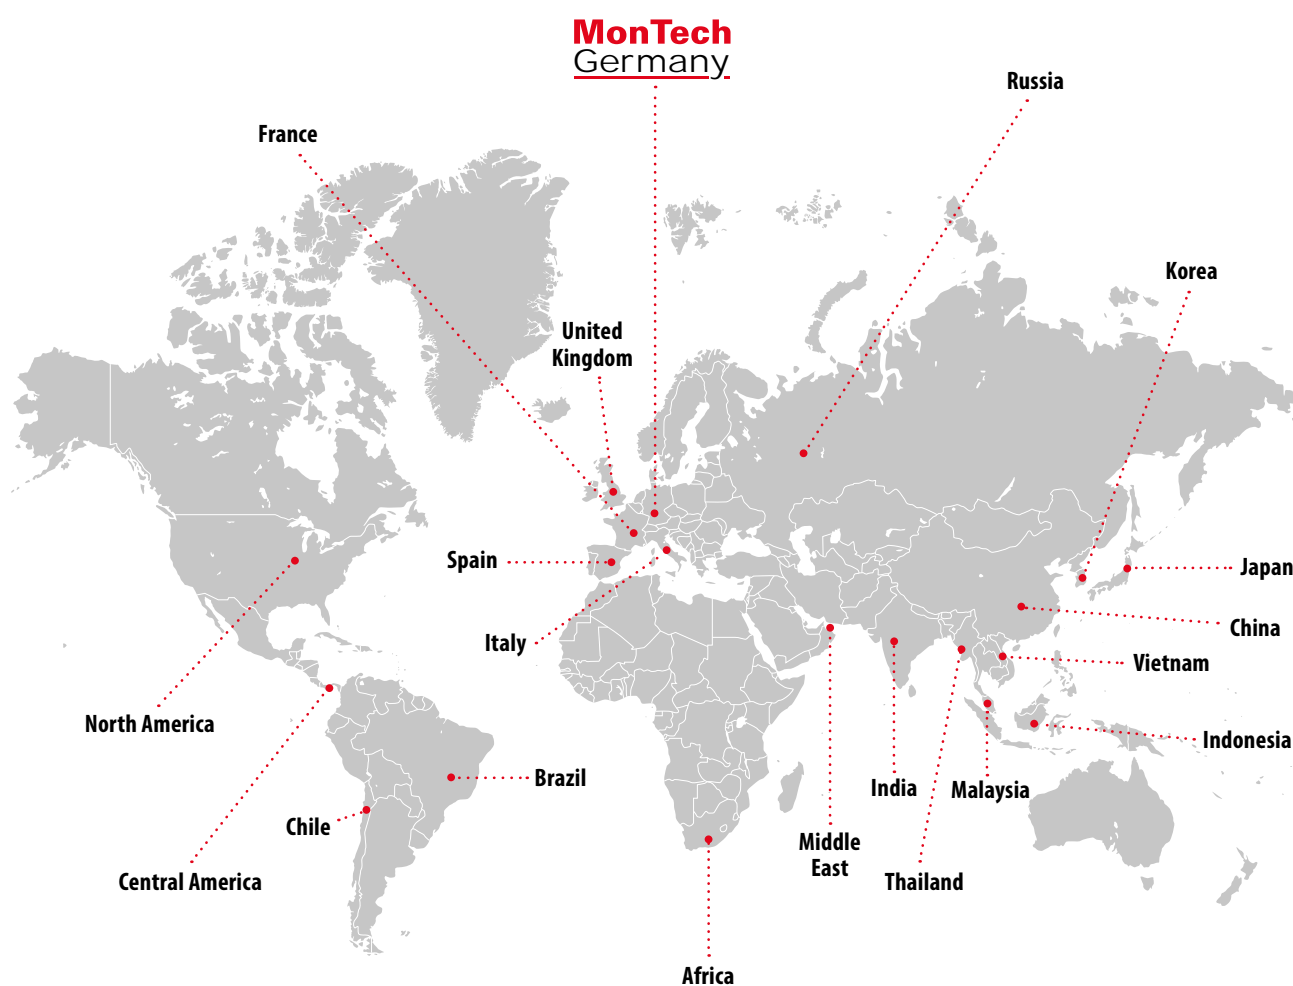 MonTech
Germany
Russia
France
Korea
United
Kingdom
Spain
Japan
China
Italy
Vietnam
North America
Indonesia
Brazil
India
Malaysia
Chile
Middle
East
Central America
Thailand
Africa